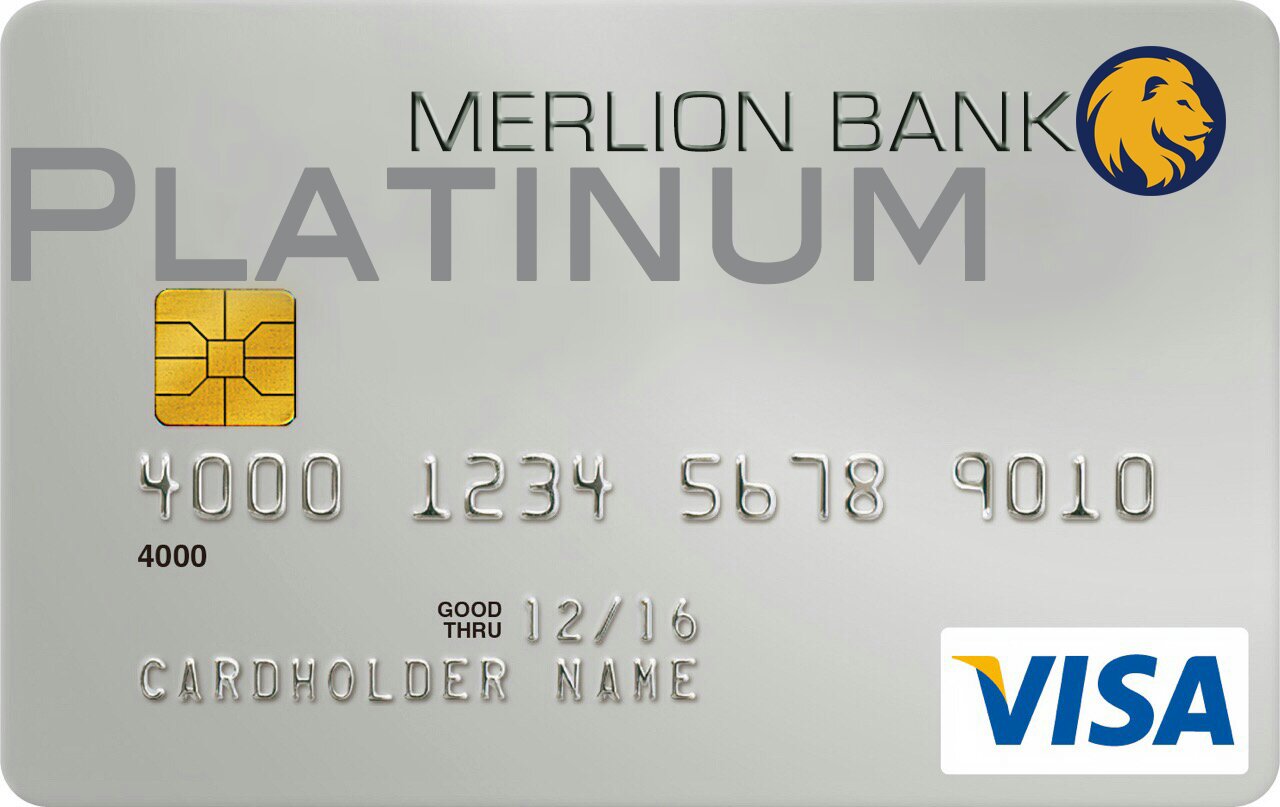 MERLION BANK
PLATINUM
4000 1234 5678 9010
4000
GOOD THRU 12/16
CARDHOLDER NAME
VISA